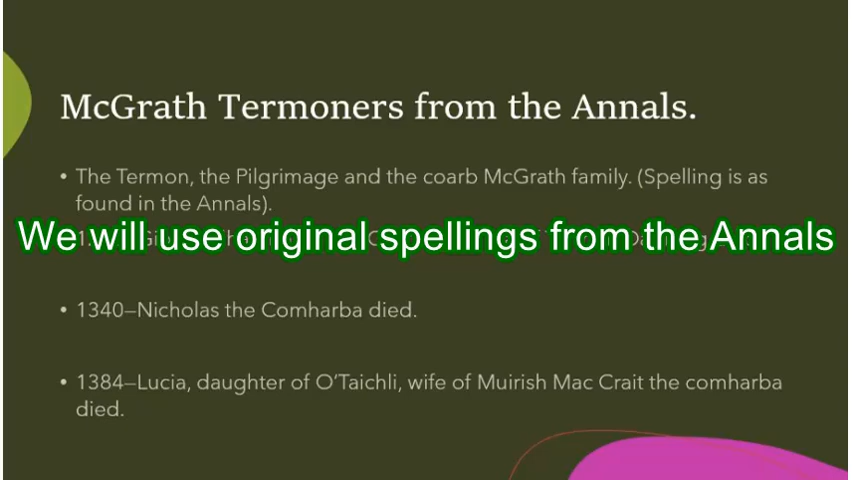 McGrath Termoners from the Annals.
• The Termon, the Pilgrimage and the coarb McGrath family. (Spelling is as
found in the Annals).
We will use original spellings from the Annals
• 1340—Nicholas the Comharba died.
• 1384—Lucia, daughter of O'Taichli, wife of Muirish Mac Crait the comharba
died.